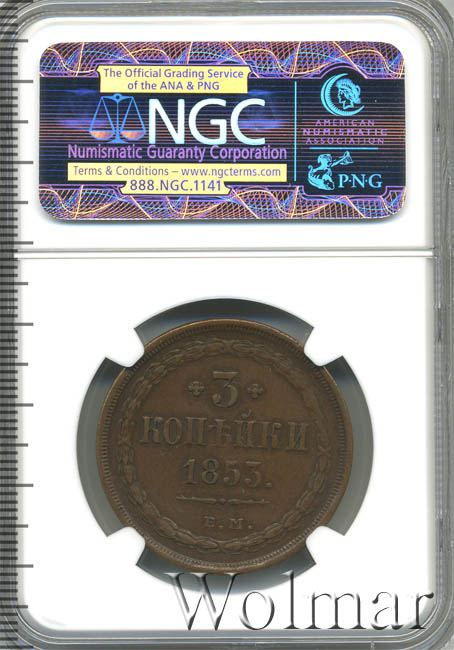 The Official Grading Service
of the ANA & PNG
NGC
Numismatic Guaranty Corporation
Terms & Conditions – www.ngcterms.com
888.NGC.1141
AMERICAN
NUMISMATIC
ASSOCIATION
P·N·G
3
КОПѢЙКИ
1853.
Е.М.
Wolmar